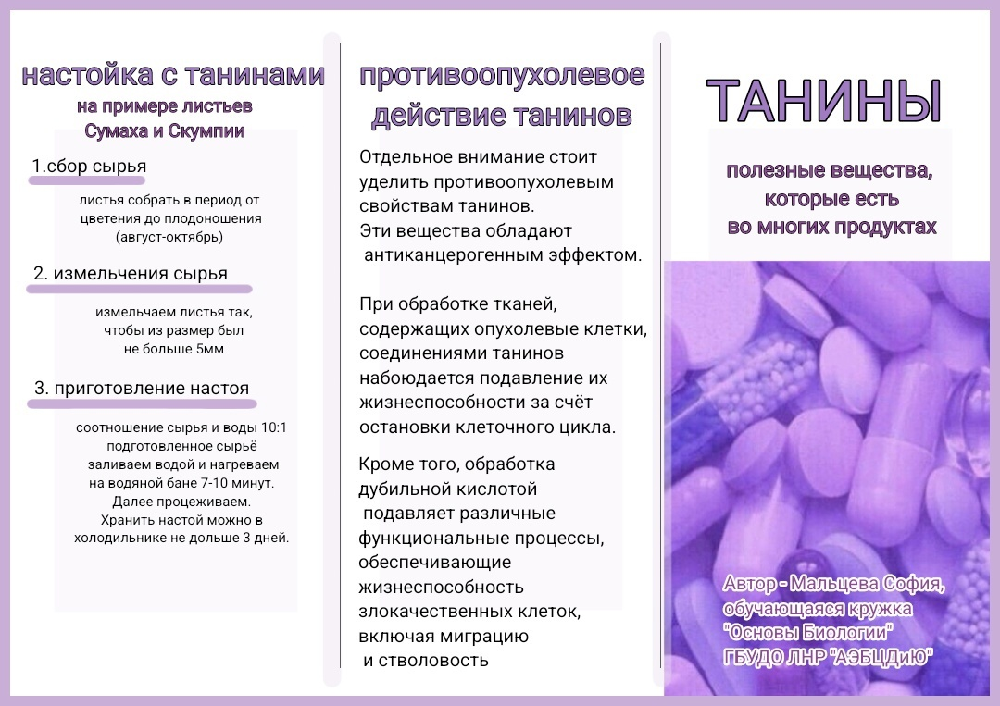 настойка с танинами
на примере листьев
Сумаха и Скумпии
1.сбор сырья
листья собрать в период от
цветения до плодоношения
(август-октябрь)
2. измельчения сырья
измельчаем листья так,
чтобы из размер был
не больше 5мм
3. приготовление настоя
соотношение сырья и воды 10:1
подготовленное сырьё
заливаем водой и нагреваем
на водяной бане 7-10 минут.
Далее процеживаем.
Хранить настой можно в
холодильнике не дольше 3 дней.
противоопухолевое
действие танинов
Отдельное внимание стоит
уделить противоопухолевым
свойствам танинов.
Эти вещества обладают
антиканцерогенным эффектом.
При обработке тканей,
содержащих опухолевые клетки,
соединениями танинов
набоюдается подавление их
жизнеспособности за счёт
остановки клеточного цикла.
Кроме того, обработка
дубильной кислотой
подавляет различные
функциональные процессы,
обеспечивающие
жизнеспособность
злокачественных клеток,
включая миграцию
и стволовость
ТАНИНЫ
полезные вещества,
которые есть
во многих продуктах
Автор - Мальцева София,
обучающаяся кружка
"Основы Биологии"
ГБУДО ЛНР "АЭБЦДиЮ"